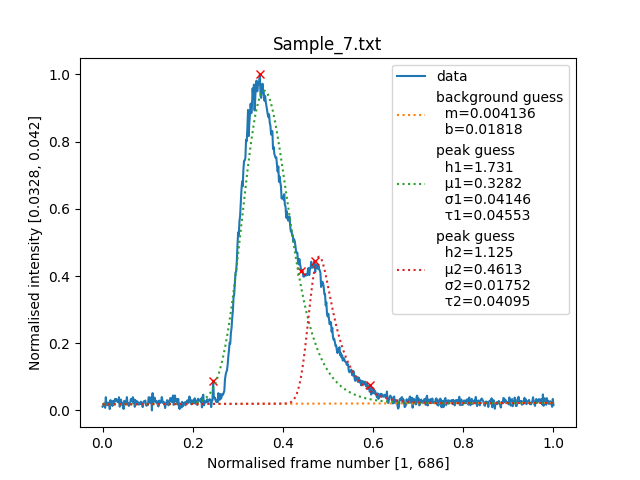 Sample_7.txt
Normalised intensity [0.0328, 0.042]
1.0
0.8
0.6
0.4
0.2
0.0
data
background guess
m=0.004136
b=0.01818
peak guess
h1=1.731
μ1=0.3282
σ1=0.04146
τ1=0.04553
peak guess
h2=1.125
μ2=0.4613
σ2=0.01752
τ2=0.04095
0.0 0.2 0.4 0.6 0.8 1.0
Normalised frame number [1, 686]